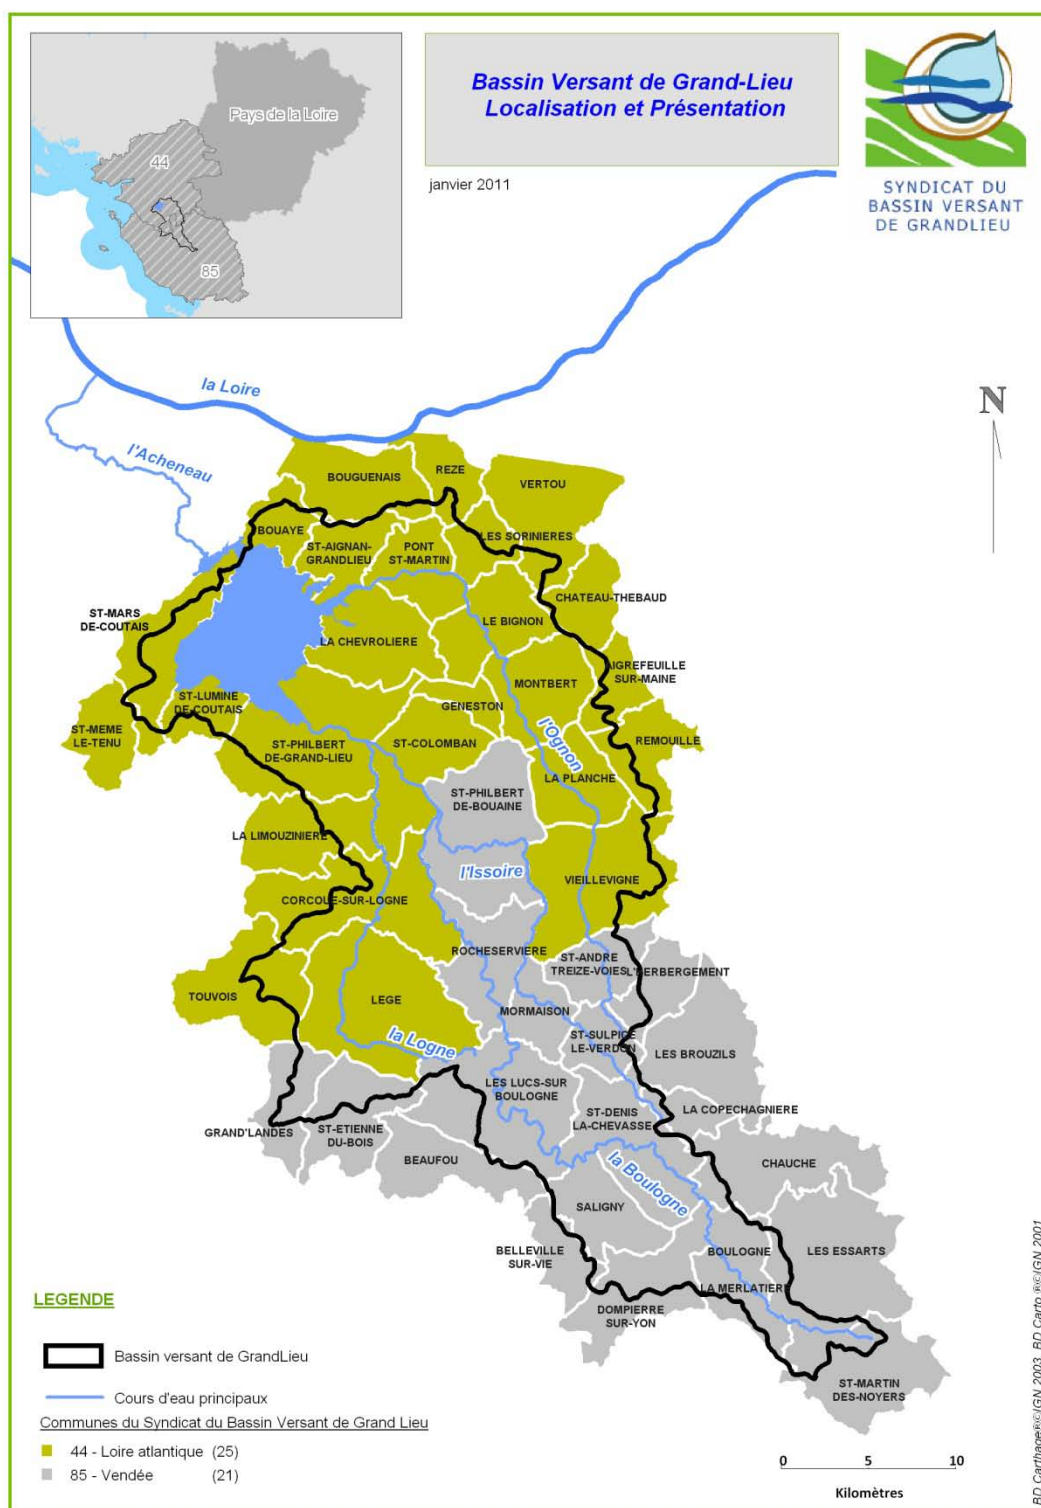 Pays de la Loire
44
85
Bassin Versant de Grand-Lieu
Localisation et Présentation
janvier 2011
SYNDICAT DU
BASSIN VERSANT
DE GRANDLIEU
la Loire
N
l'Acheneau
BOUGUENAIS
REZE
VERTOU
BOUAYE
LES SORINIERES
ST-AIGNAN-
GRANDLIEU
PONT
ST-MARTIN
CHATEAU-THEBAUD
ST-MARS
DE-COUTAIS
LE BIGNON
LA CHEVROLIERE
AIGREFEUILLE
SUR-MAINE
MONTBERT
ST-LUMINE
DE-COUTAIS
GENESTON
ST-MEME
LE-TENU
ST-PHILBERT
DE-GRAND-LIEU
ST-COLOMBAN
l'Ognon
REMOUILLE
LA PLANCHE
ST-PHILBERT
DE-BOUAINE
LA LIMOUZINIERE
l'Issoire
VIEILLEVIGNE
CORCOUE-SUR-LOGNE
ROCHESERVIERE
ST-ANDRE
TREIZE-VOIES
L'HERBERGEMENT
TOUVOIS
LEGE
MORMAISON
la Logne
ST-SULPICE
LE-VERDON
LES BROUZILS
LES LUCS-SUR
BOULOGNE
ST-DENIS
LA-CHEVASSE
LA COPECHAGNIERE
GRAND'LANDES
ST-ETIENNE
DU-BOIS
BEAUFOU
CHAUCHE
la Boulogne
SALIGNY
BELLEVILLE
SUR-VIE
BOULOGNE
LES ESSARTS
LA MERLATIERE
DOMPIERRE
SUR-YON
ST-MARTIN
DES-NOYERS
LEGENDE
Bassin versant de GrandLieu
Cours d'eau principaux
Communes du Syndicat du Bassin Versant de Grand Lieu
44 - Loire atlantique (25)
85 - Vendée (21)
0 5 10
Kilomètres
BD Carthage®©IGN 2003, BD Carto ®©IGN 2001